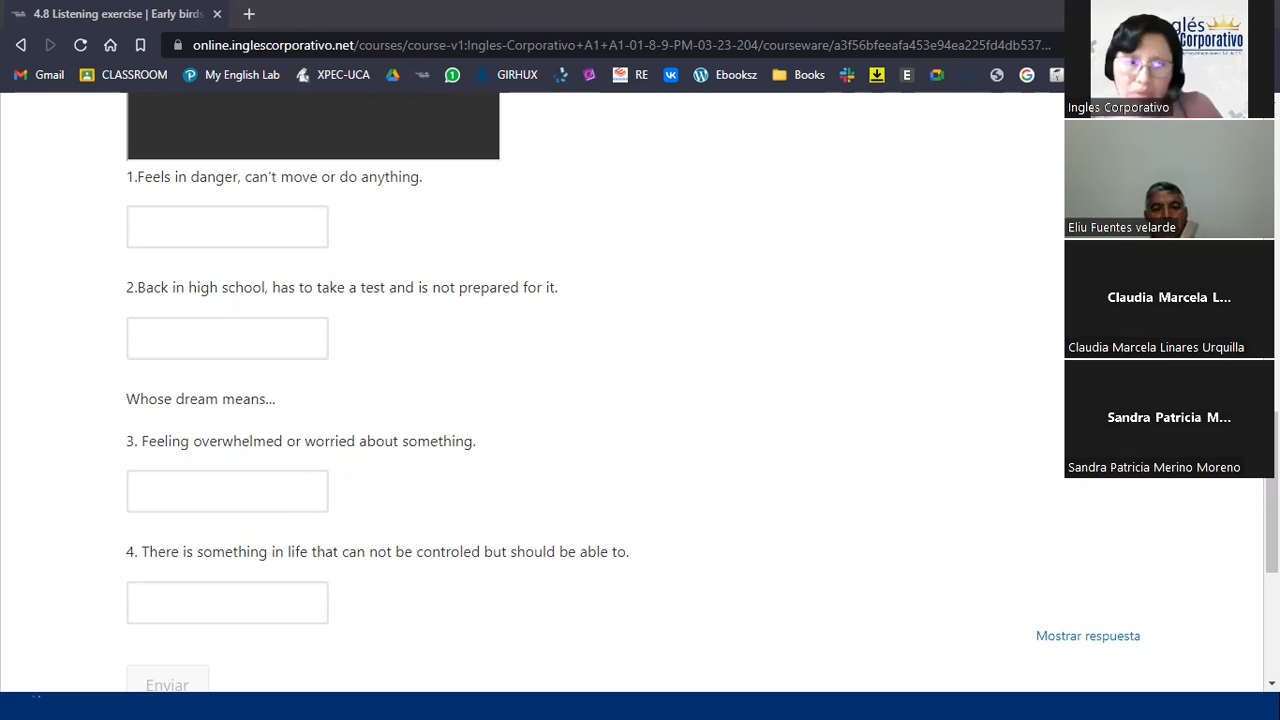 4.8 Listening exercise | Early birds
online.inglescorporativo.net/courses/course-v1:Ingles-Corporativo+A1+A1-01-8-9-PM-03-23-204/courseware/a3f56bfeeafa453e94ea225fd4db537...
Gmail CLASSROOM My English Lab XPEC-UCA GIRHUX RE Ebooksz Books
1.Feels in danger, can't move or do anything.
2.Back in high school, has to take a test and is not prepared for it.
Whose dream means...
3. Feeling overwhelmed or worried about something.
4. There is something in life that can not be controled but should be able to.
Mostrar respuesta
Enviar
glés
Corporativo
Ingles Corporativo
Eliu Fuentes velarde
Claudia Marcela L...
Claudia Marcela Linares Urquilla
Sandra Patricia M...
Sandra Patricia Merino Moreno